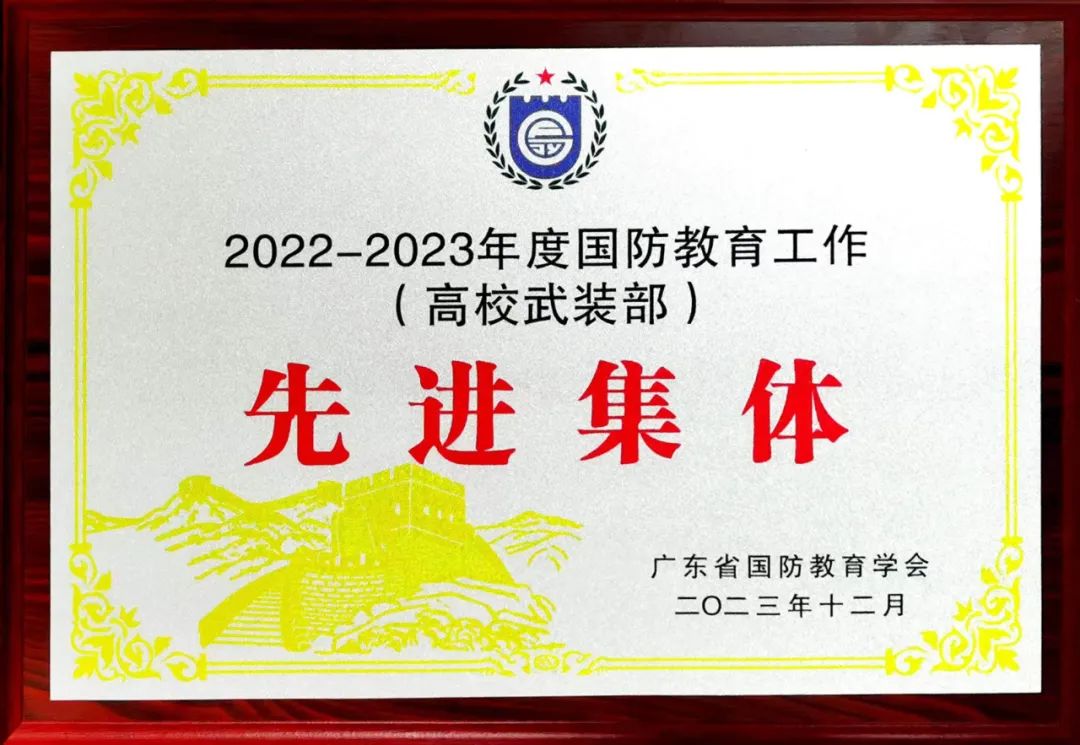 2022-2023年度国防教育工作
（高校武装部）
先进集体
广东省国防教育学会
二〇二三年十二月